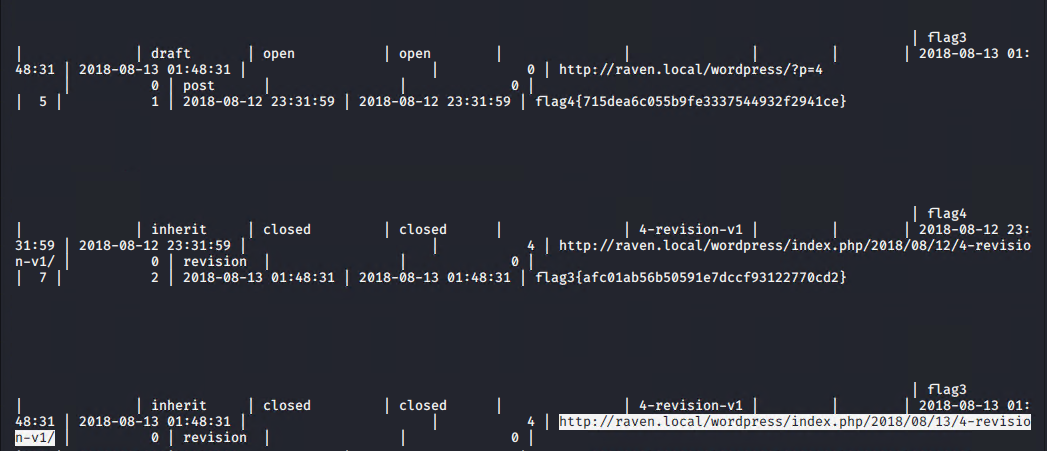 | flag3
| | draft | open | open | | | | | 2018-08-13 01:
48:31 | 2018-08-13 01:48:31 | | 0 | http://raven.local/wordpress/?p=4
| 0 | post | | 0 |
| 5 | 1 | 2018-08-12 23:31:59 | 2018-08-12 23:31:59 | flag4{715dea6c055b9fe3337544932f2941ce}
| flag4
| | inherit | closed | closed | | 4-revision-v1 | | | 2018-08-12 23:
31:59 | 2018-08-12 23:31:59 | | 4 | http://raven.local/wordpress/index.php/2018/08/12/4-revisio
n-v1/ | 0 | revision | | 0 |
| 7 | 2 | 2018-08-13 01:48:31 | 2018-08-13 01:48:31 | flag3{afc01ab56b50591e7dccf93122770cd2}
| flag3
| | inherit | closed | closed | | 4-revision-v1 | | | 2018-08-13 01:
48:31 | 2018-08-13 01:48:31 | | 4 | http://raven.local/wordpress/index.php/2018/08/13/4-revisio
n-v1/ | 0 | revision | | 0 |